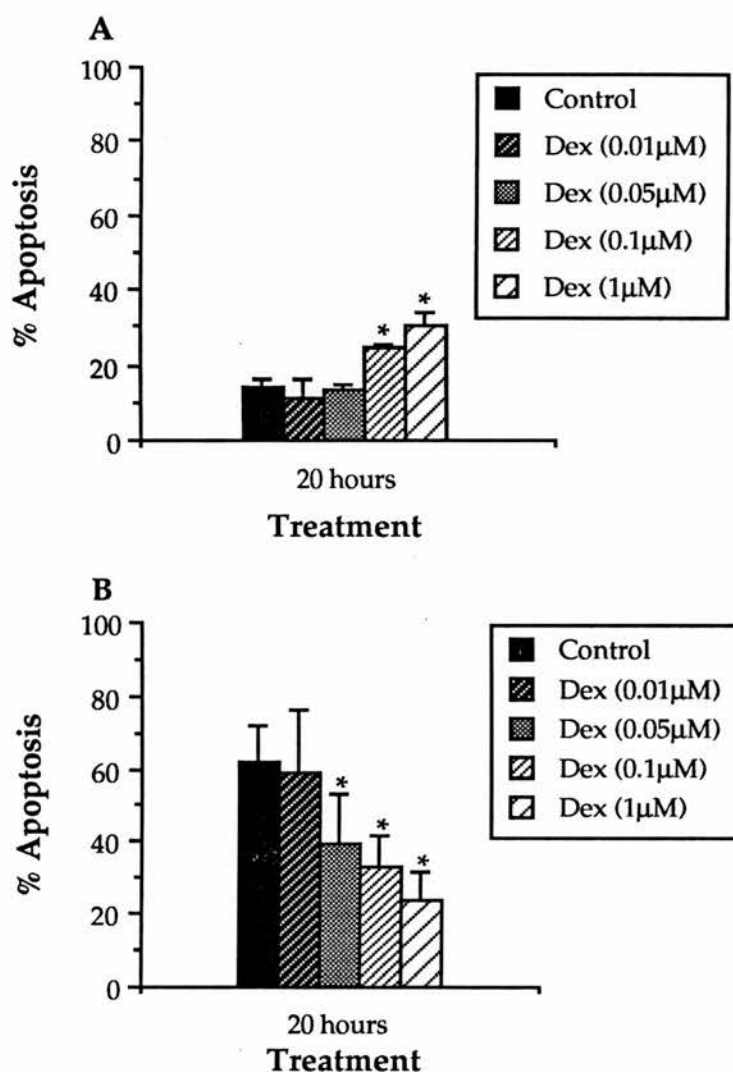 A
100
80
60
40
20
0
% Apoptosis
*
*
20 hours
Treatment
Control
Dex (0.01µM)
Dex (0.05µM)
Dex (0.1µM)
Dex (1µM)
B
100
80
60
40
20
0
% Apoptosis
*
*
*
20 hours
Treatment
Control
Dex (0.01µM)
Dex (0.05µM)
Dex (0.1µM)
Dex (1µM)